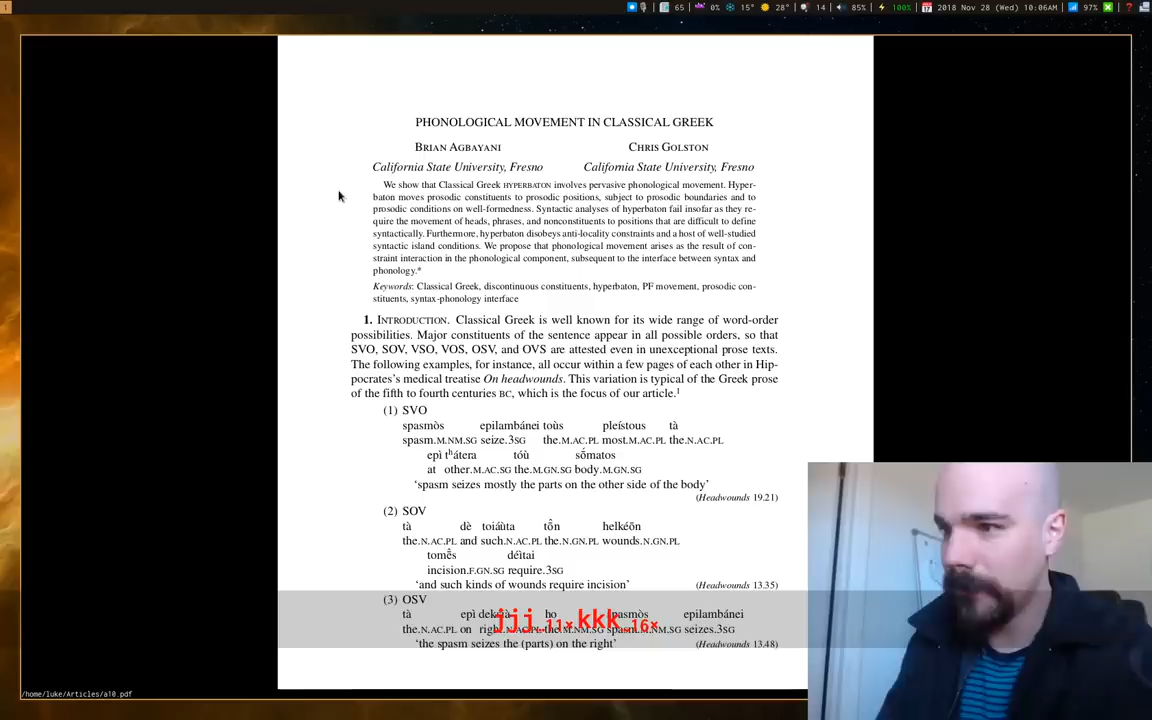 1
65 0% 15° 28° 14 85% 100% 2018 Nov 28 (Wed) 10:06AM 97% ?
PHONOLOGICAL MOVEMENT IN CLASSICAL GREEK
BRIAN AGBAYANI CHRIS GOLSTON
California State University, Fresno California State University, Fresno
We show that Classical Greek HYPERBATON involves pervasive phonological movement. Hyper-
baton moves prosodic constituents to prosodic positions, subject to prosodic boundaries and to
prosodic conditions on well-formedness. Syntactic analyses of hyperbaton fail insofar as they re-
quire the movement of heads, phrases, and nonconstituents to positions that are difficult to define
syntactically. Furthermore, hyperbaton disobeys anti-locality constraints and a host of well-studied
syntactic island conditions. We propose that phonological movement arises as the result of con-
straint interaction in the phonological component, subsequent to the interface between syntax and
phonology.*
Keywords: Classical Greek, discontinuous constituents, hyperbaton, PF movement, prosodic con-
stituents, syntax-phonology interface
1. INTRODUCTION. Classical Greek is well known for its wide range of word-order
possibilities. Major constituents of the sentence appear in all possible orders, so that
SVO, SOV, VSO, VOS, OSV, and OVS are attested even in unexceptional prose texts.
The following examples, for instance, all occur within a few pages of each other in Hip-
pocrates's medical treatise On headwounds. This variation is typical of the Greek prose
of the fifth to fourth centuries BC, which is the focus of our article.¹
(1) SVO
spasmòs epilambánei toùs pleístous tà
spasm.M.NM.SG seize.3SG the.M.AC.PL most.M.AC.PL the.N.AC.PL
epì tʰátera tóù sṓmatos
at other.M.AC.SG the.M.GN.SG body.M.GN.SG
'spasm seizes mostly the parts on the other side of the body'
(Headwounds 19.21)
(2) SOV
tà dè toiáùta tôn helkéōn
the.N.AC.PL and such.N.AC.PL the.N.GN.PL wounds.N.GN.PL
tomês déìtai
incision.F.GN.SG require.3SG
'and such kinds of wounds require incision' (Headwounds 13.35)
(3) OSV
tà epì ho spasmòs epilambánei
the.N.AC.PL on the.M.NM.SG spasm.M.NM.SG seizes.3SG
'the spasm seizes the (parts) on the right' (Headwounds 13.48)
jjj…11×kkk…16×
/home/luke/Articles/a10.pdf